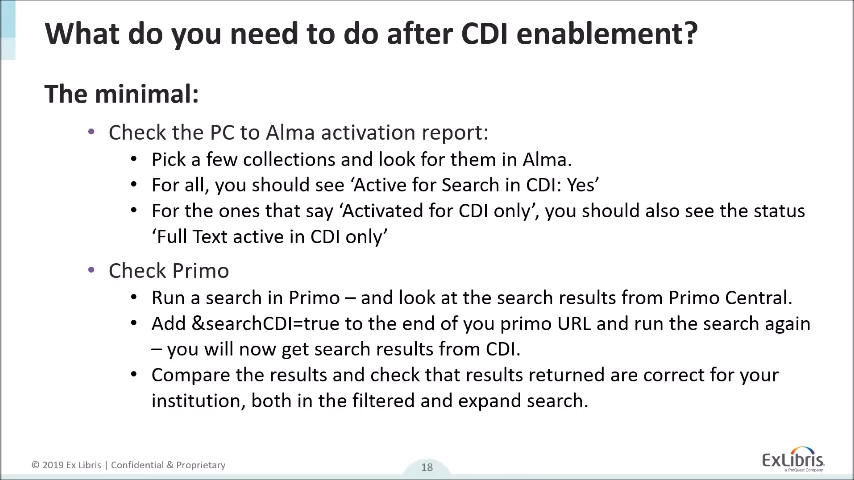 What do you need to do after CDI enablement?
The minimal:
• Check the PC to Alma activation report:
• Pick a few collections and look for them in Alma.
• For all, you should see ‘Active for Search in CDI: Yes’
• For the ones that say ‘Activated for CDI only’, you should also see the status
‘Full Text active in CDI only’
• Check Primo
• Run a search in Primo – and look at the search results from Primo Central.
• Add &searchCDI=true to the end of you primo URL and run the search again
– you will now get search results from CDI.
• Compare the results and check that results returned are correct for your
institution, both in the filtered and expand search.
© 2019 Ex Libris | Confidential & Proprietary
18
ExLibris
a ProQuest Company